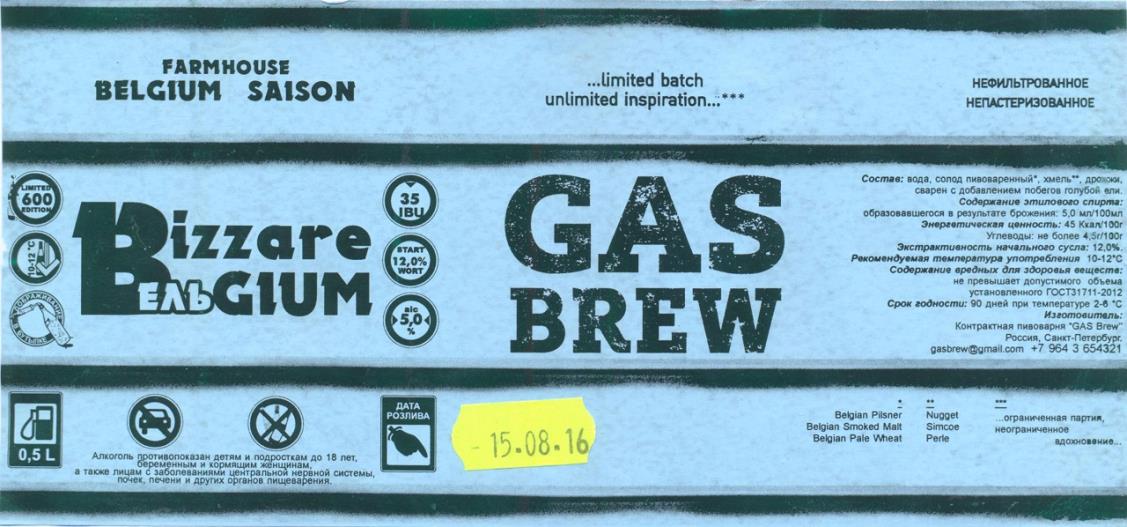 FARMHOUSE
BELGIUM SAISON
...limited batch
unlimited inspiration...***
НЕФИЛЬТРОВАННОЕ
НЕПАСТЕРИЗОВАННОЕ
LIMITED
600
EDITION
10-12 °C
В БУТЫЛКЕ
Bizzare
ВЕЛЬGIUM
35
IBU
START
12,0%
WORT
alc
5,0
%
GAS
BREW
Состав: вода, солод пивоваренный*, хмель**, дрожжи,
сварен с добавлением побегов голубой ели.
Содержание этилового спирта:
образовавшегося в результате брожения: 5,0 мл/100мл
Энергетическая ценность: 45 Ккал/100г
Углеводы: не более 4,5г/100г
Экстрактивность начального сусла: 12,0%.
Рекомендуемая температура употребления 10-12°C
Содержание вредных для здоровья веществ:
не превышает допустимого объема
установленного ГОСТ31711-2012
Срок годности: 90 дней при температуре 2-6 °C
Изготовитель:
Контрактная пивоварня "GAS Brew"
Россия, Санкт-Петербург,
gasbrew@gmail.com +7 964 3 654321
0,5 L
Алкоголь противопоказан детям и подросткам до 18 лет,
беременным и кормящим женщинам,
а также лицам с заболеваниями центральной нервной системы,
почек, печени и других органов пищеварения.
ДАТА
РОЗЛИВА
-15.08.16
*
Belgian Pilsner
Belgian Smoked Malt
Belgian Pale Wheat
**
Nugget
Simcoe
Perle
***
...ограниченная партия,
неограниченное
вдохновение...